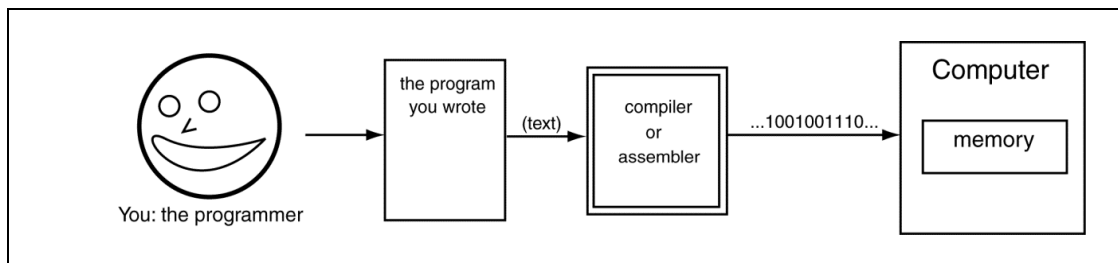 You: the programmer
the program
you wrote
(text)
compiler
or
assembler
...1001001110...
Computer
memory